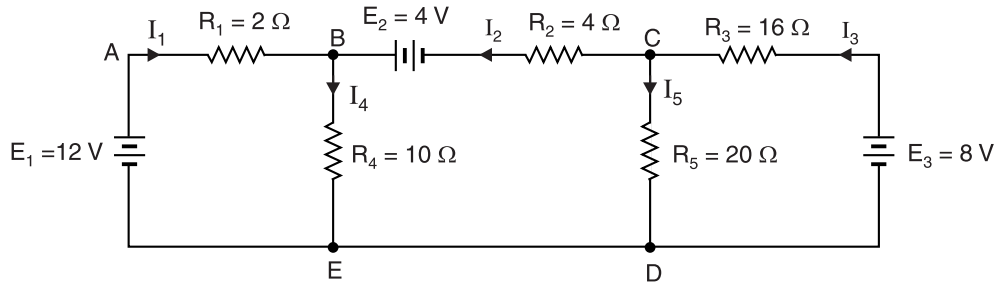 A
I₁
R₁ = 2 Ω
B
E₂ = 4 V
I₂
R₂ = 4 Ω
C
R₃ = 16 Ω
I₃
I₄
I₅
E₁ =12 V
R₄ = 10 Ω
R₅ = 20 Ω
E₃ = 8 V
E
D